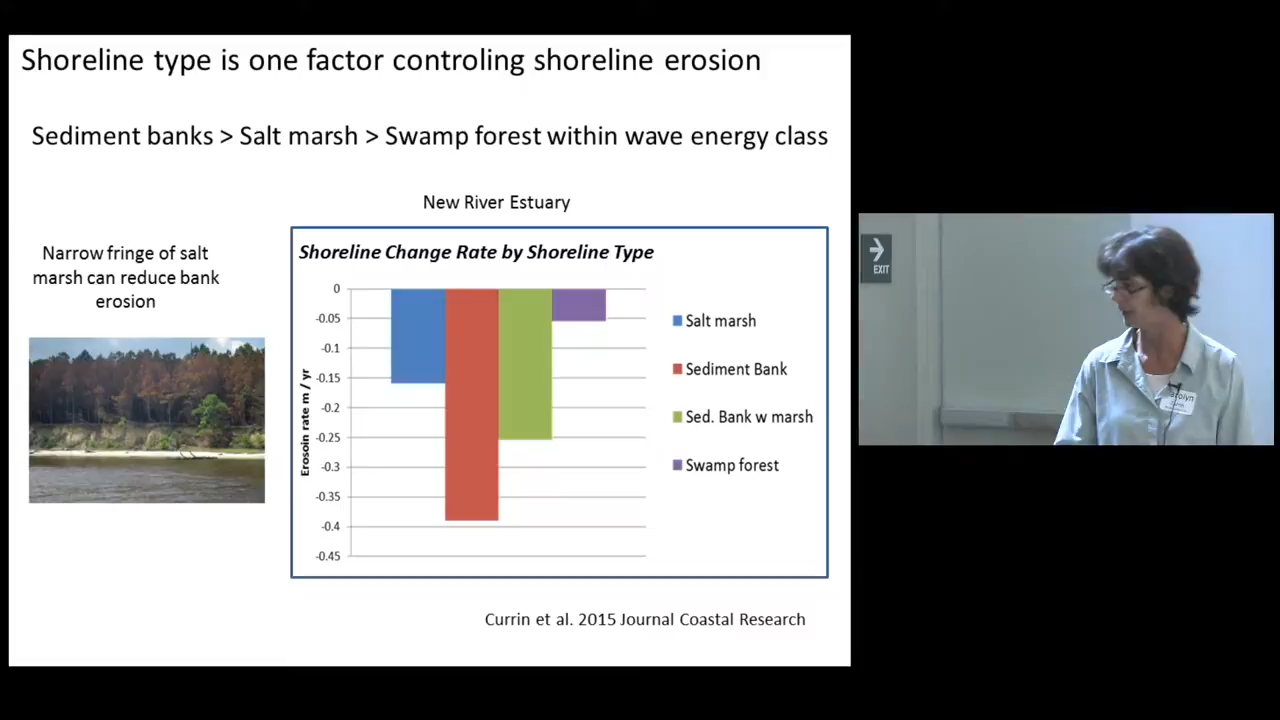 Shoreline type is one factor controling shoreline erosion
Sediment banks > Salt marsh > Swamp forest within wave energy class
New River Estuary
Narrow fringe of salt
marsh can reduce bank
erosion
Shoreline Change Rate by Shoreline Type
Erosoin rate m / yr
0
-0.05
-0.1
-0.15
-0.2
-0.25
-0.3
-0.35
-0.4
-0.45
Salt marsh
Sediment Bank
Sed. Bank w marsh
Swamp forest
Currin et al. 2015 Journal Coastal Research
EXIT
arolyn